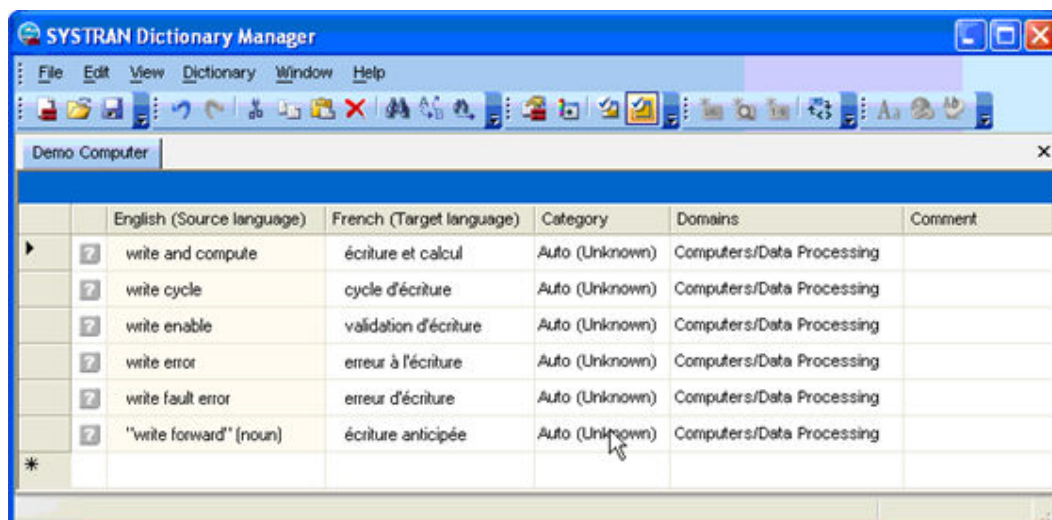 SYSTRAN Dictionary Manager
File Edit View Dictionary Window Help
Demo Computer
English (Source language) French (Target language) Category Domains Comment
write and compute écriture et calcul Auto (Unknown) Computers/Data Processing
write cycle cycle d'écriture Auto (Unknown) Computers/Data Processing
write enable validation d'écriture Auto (Unknown) Computers/Data Processing
write error erreur à l'écriture Auto (Unknown) Computers/Data Processing
write fault error erreur d'écriture Auto (Unknown) Computers/Data Processing
"write forward" (noun) écriture anticipée Auto (Unknown) Computers/Data Processing